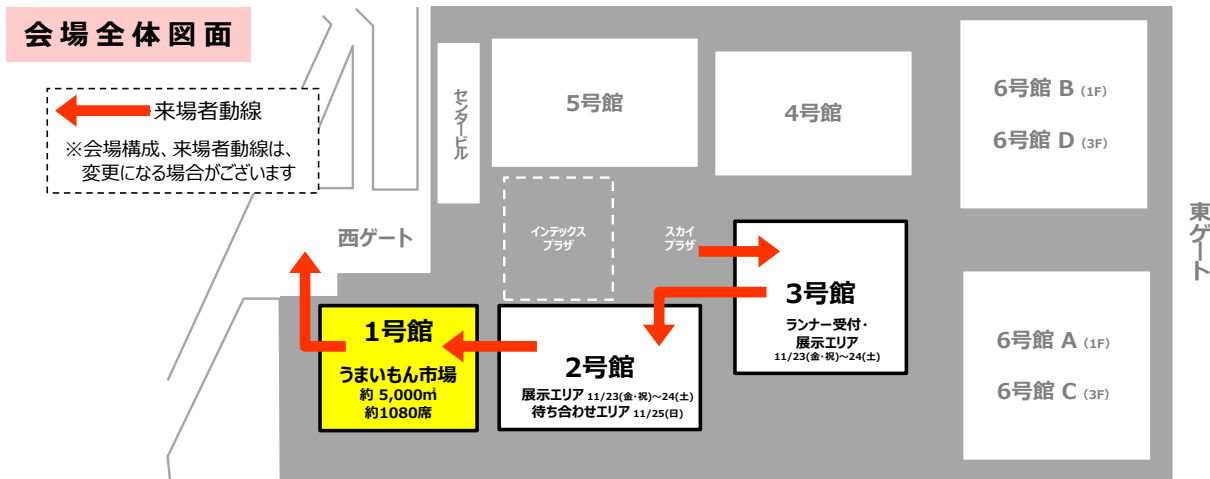 会場全体図面
来場者動線
※会場構成、来場者動線は、
変更になる場合がございます
センタービル
5号館
4号館
6号館 B (1F)
6号館 D (3F)
西ゲート
インデックス
プラザ
スカイ
プラザ
東ゲート
3号館
ランナー受付・
展示エリア
11/23(金・祝)～24(土)
1号館
うまいもん市場
約 5,000㎡
約1080席
2号館
展示エリア 11/23(金・祝)～24(土)
待ち合わせエリア 11/25(日)
6号館 A (1F)
6号館 C (3F)